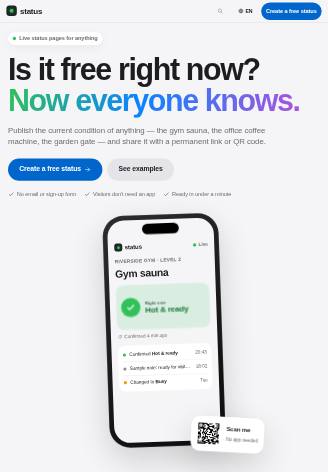 status
EN
Create a free status
Live status pages for anything
Is it free right now?
Now everyone knows.
Publish the current condition of anything — the gym sauna, the office coffee
machine, the garden gate — and share it with a permanent link or QR code.
Create a free status →
See examples
No email or sign-up form
Visitors don't need an app
Ready in under a minute
status
Live
RIVERSIDE GYM · LEVEL 2
Gym sauna
Right now
Hot & ready
Confirmed 4 min ago
Confirmed Hot & ready
Sample note: ready for
Changed to Busy
Tue
Scan me
No app needed